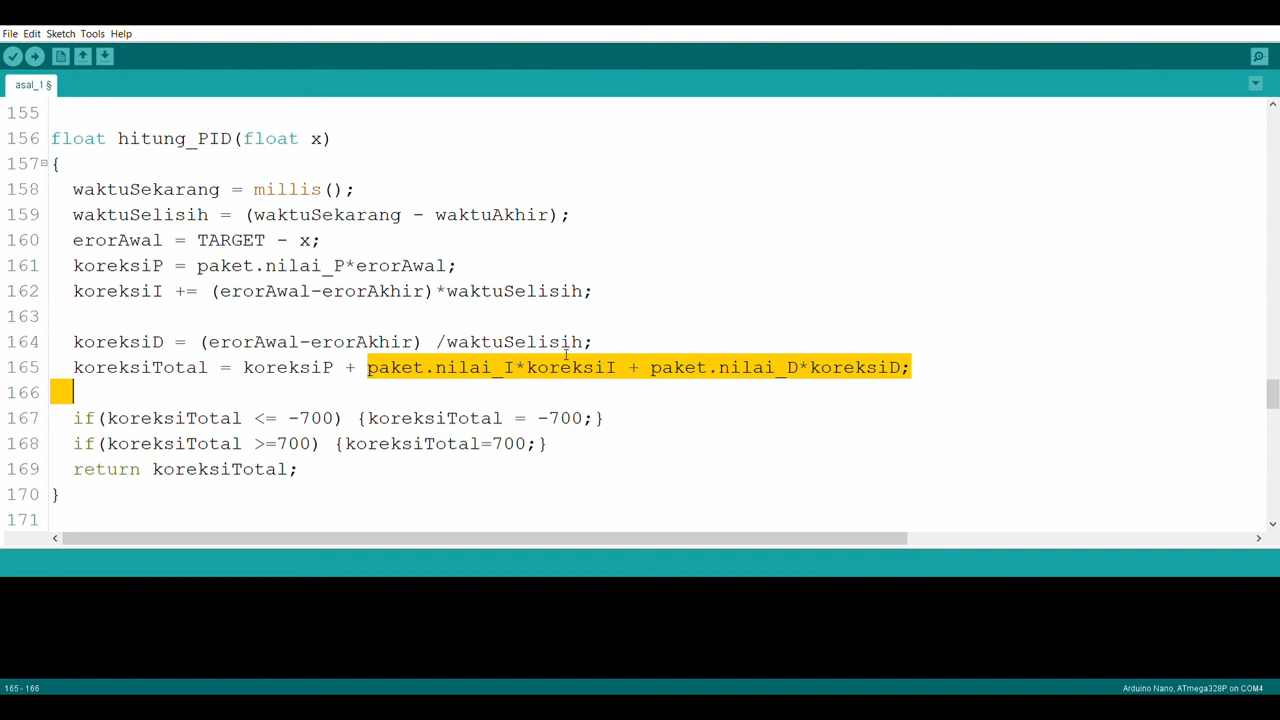 File Edit Sketch Tools Help
asal_1 §
155
156 float hitung_PID(float x)
157 {
158 waktuSekarang = millis();
159 waktuSelisih = (waktuSekarang - waktuAkhir);
160 erorAwal = TARGET - x;
161 koreksiP = paket.nilai_P*erorAwal;
162 koreksiI += (erorAwal-erorAkhir)*waktuSelisih;
163
164 koreksiD = (erorAwal-erorAkhir) /waktuSelisih;
165 koreksiTotal = koreksiP + paket.nilai_I*koreksiI + paket.nilai_D*koreksiD;
166
167 if(koreksiTotal <= -700) {koreksiTotal = -700;}
168 if(koreksiTotal >=700) {koreksiTotal=700;}
169 return koreksiTotal;
170 }
171
165 - 166 Arduino Nano, ATmega328P on COM4